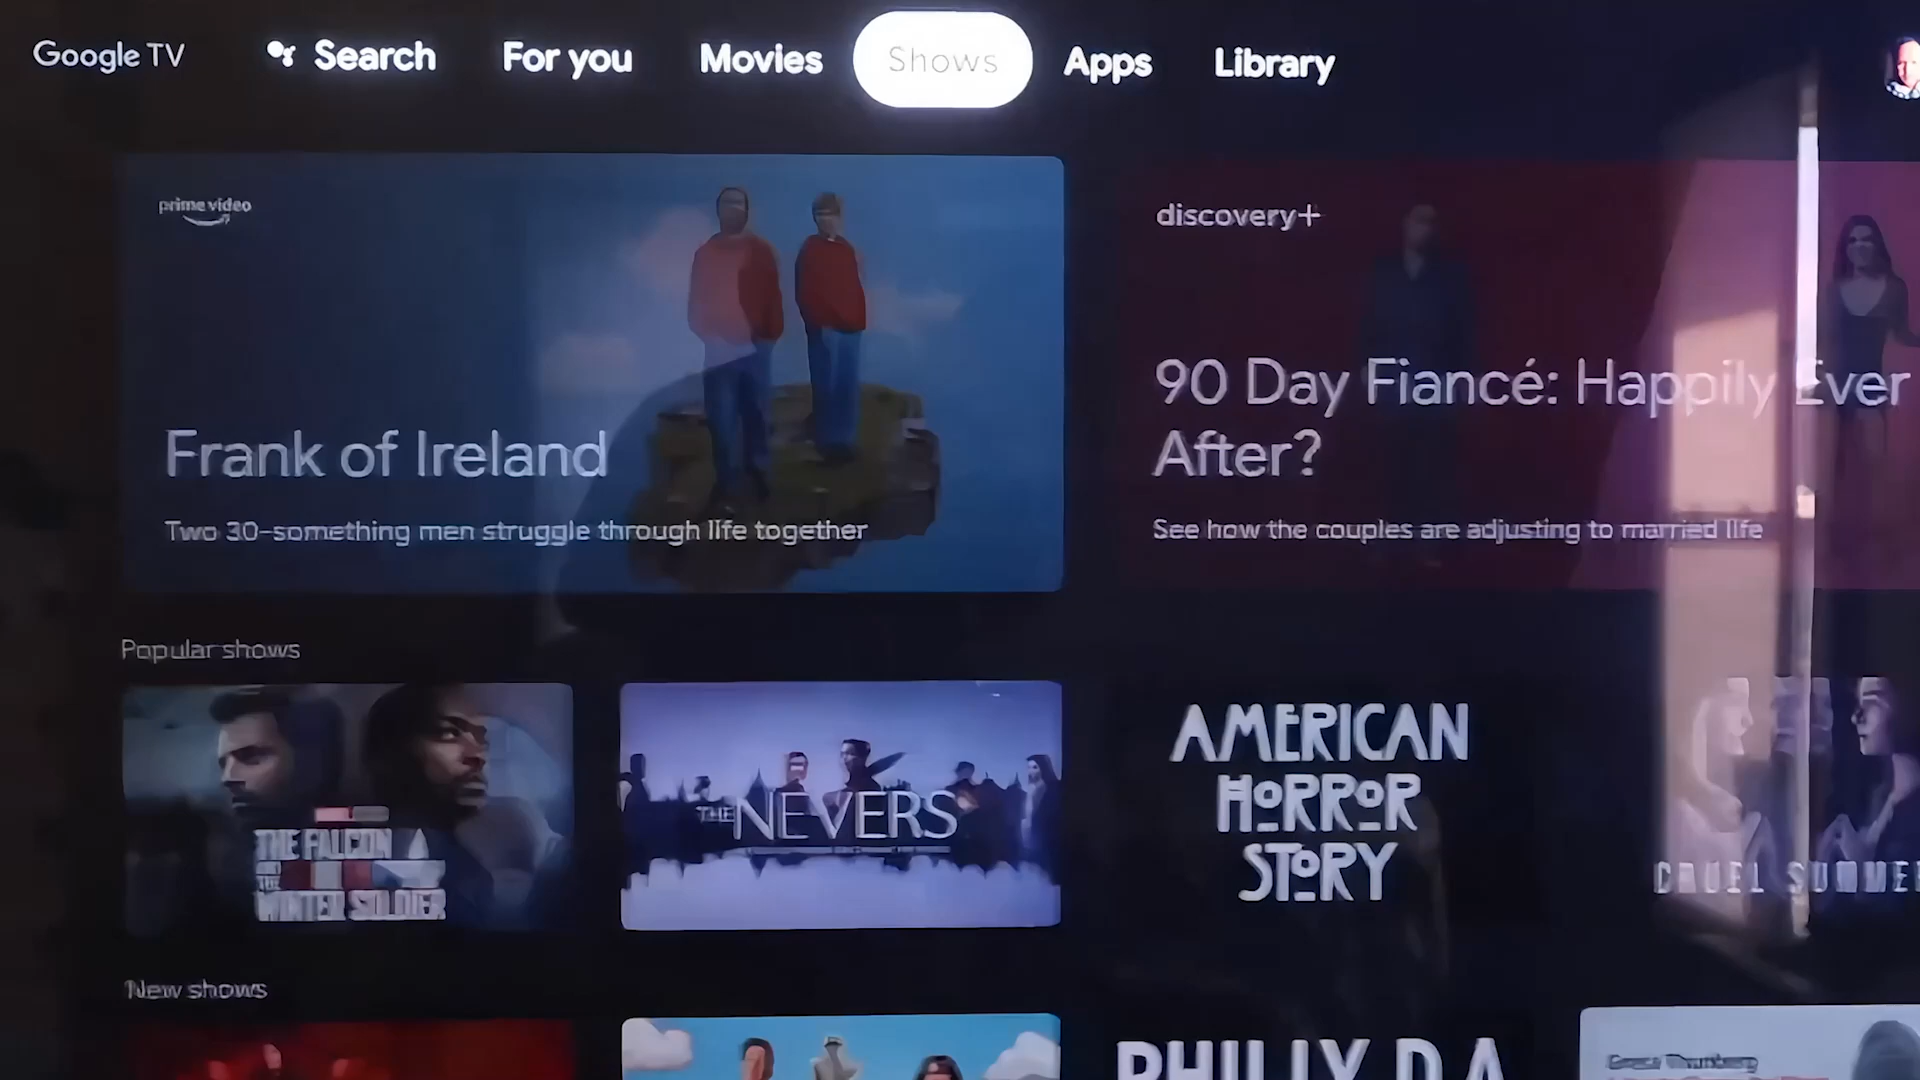 Google TV
Search
For you
Movies
Shows
Apps
Library
prime video
Frank of Ireland
Two 30-something men struggle through life together
discovery+
90 Day Fiancé: Happily Ever
After?
See how the couples are adjusting to married life
Popular shows
THE FALCON
AND THE
WINTER SOLDIER
THE NEVERS
AMERICAN
HORROR
STORY
CRUEL SUMMER
New shows
PHILLY D.A.